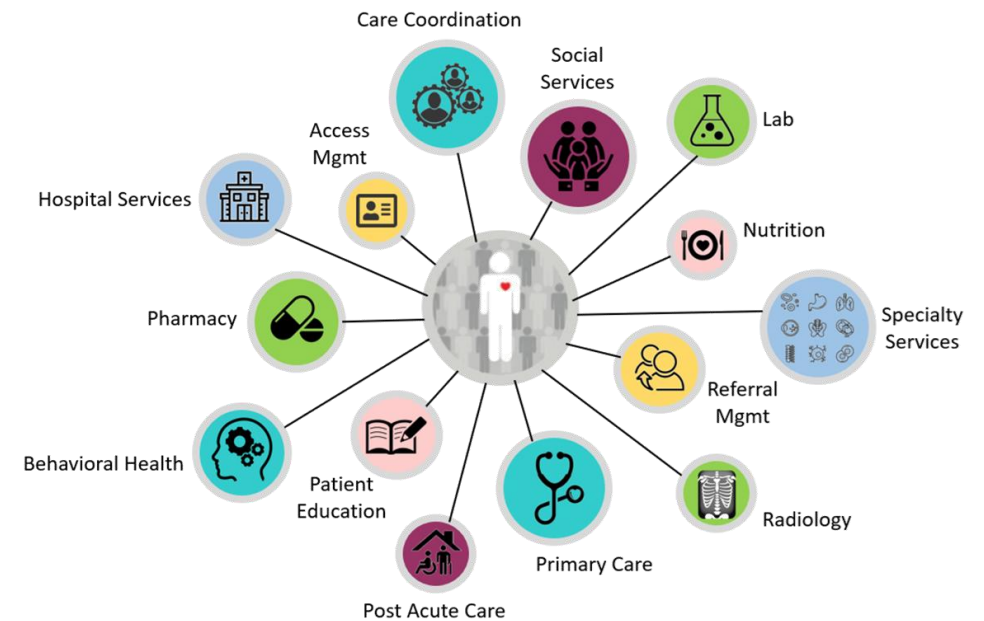 Care Coordination
Social
Services
Lab
Access
Mgmt
Hospital Services
Nutrition
Pharmacy
Specialty
Services
Referral
Mgmt
Behavioral Health
Patient
Education
Radiology
Primary Care
Post Acute Care